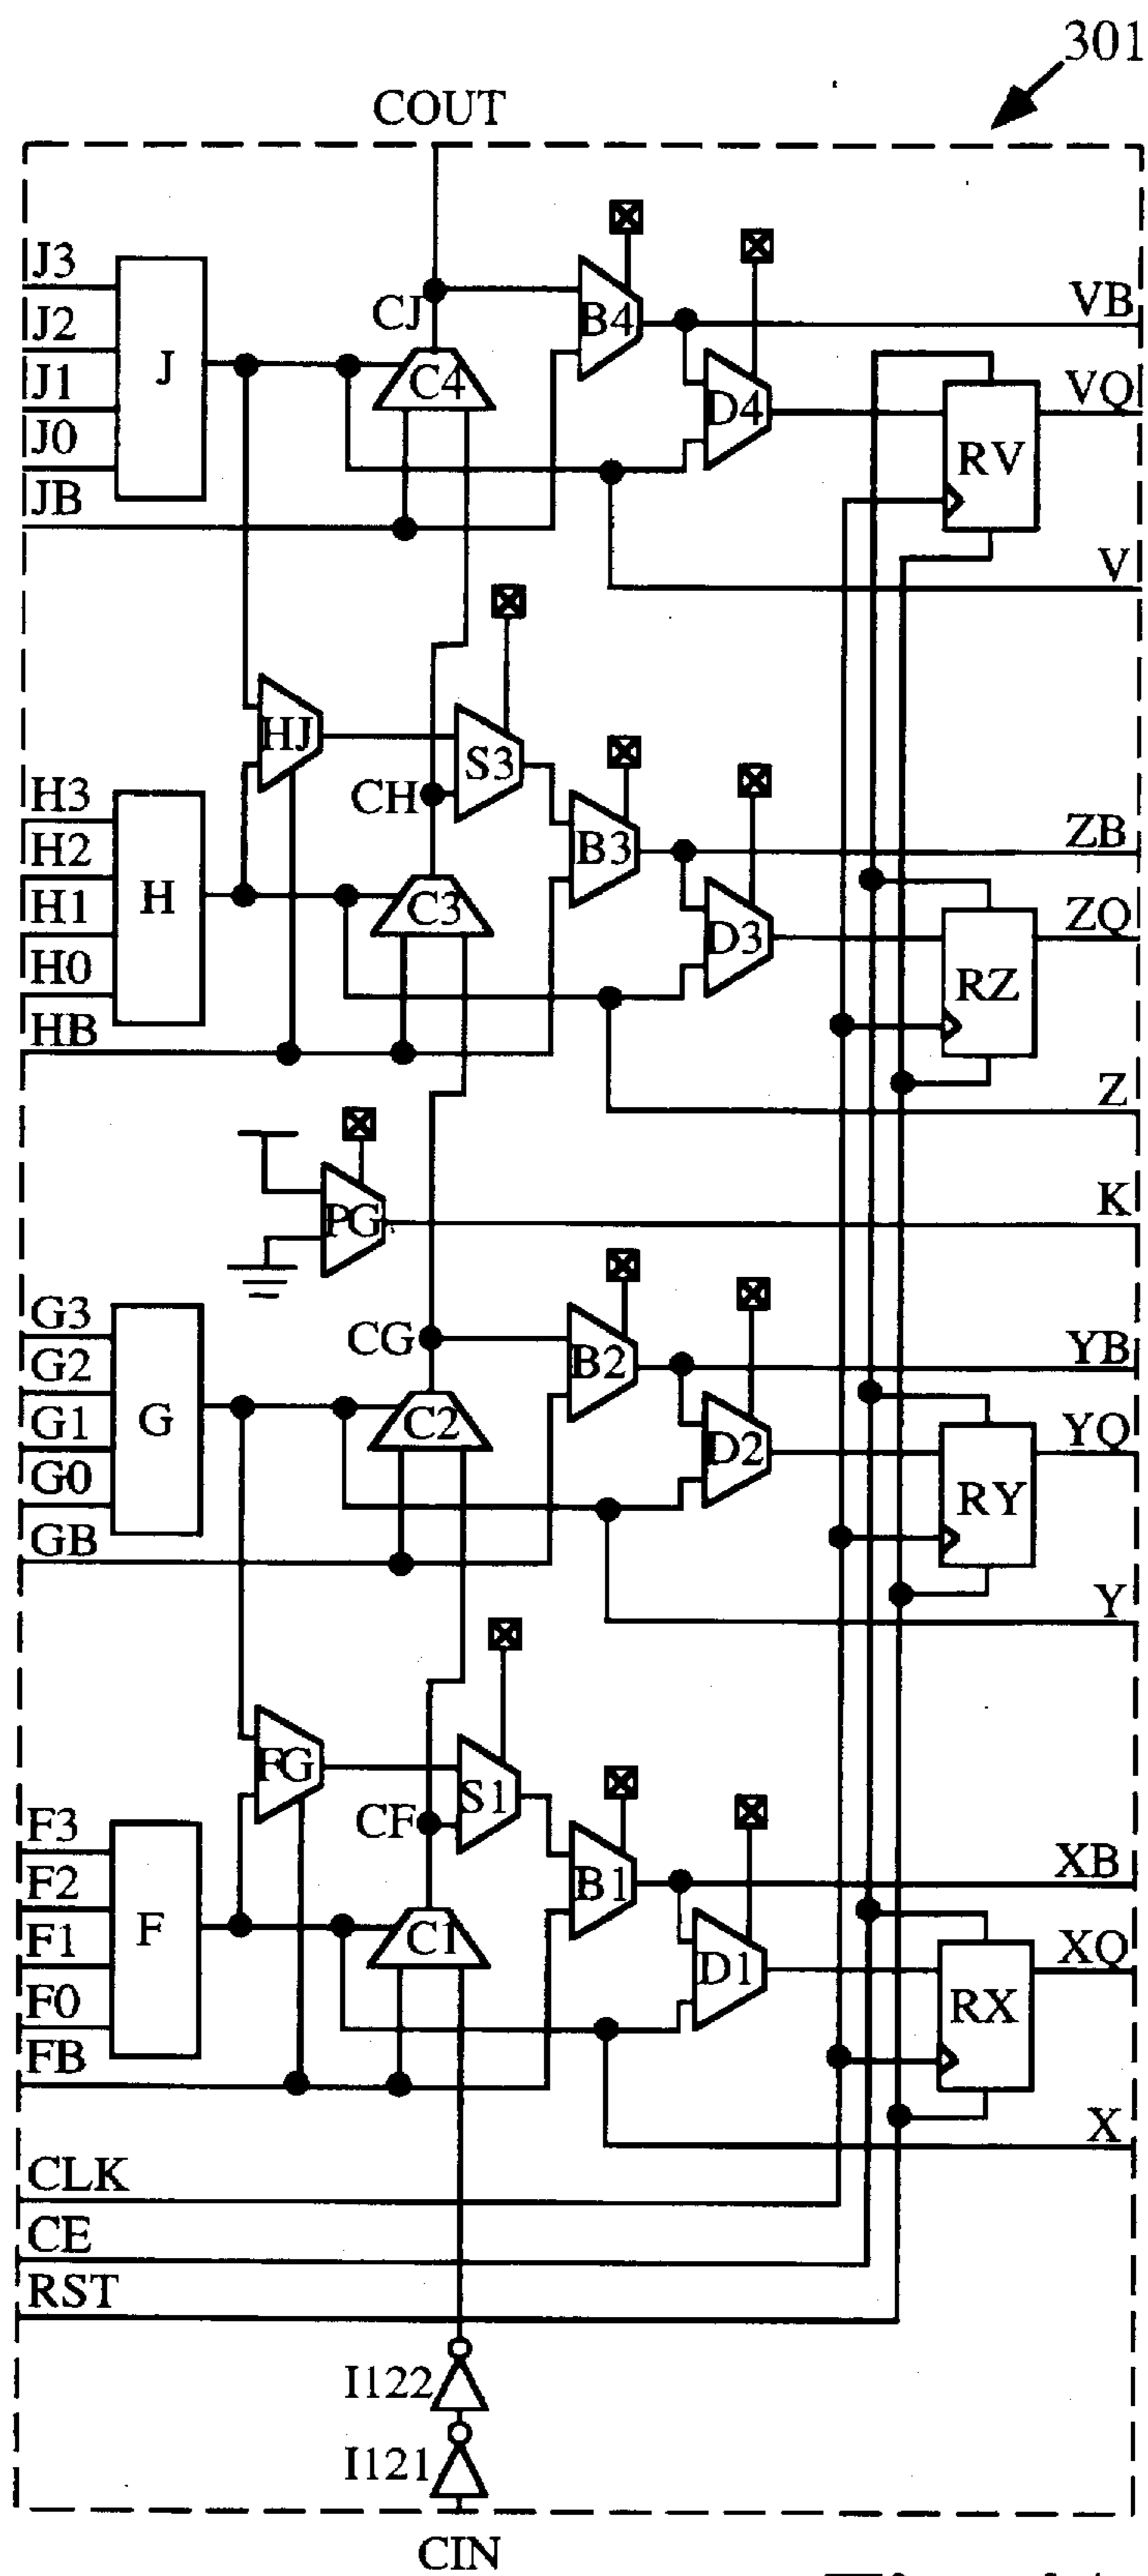 301
COUT
J3
J2
J1
J0
JB
J
CJ
C4
B4
D4
RV
VB
VQ
V
HJ
S3
CH
H3
H2
H1
H0
HB
H
C3
B3
D3
RZ
ZB
ZQ
Z
PG
K
G3
G2
G1
G0
GB
G
CG
C2
B2
D2
RY
YB
YQ
Y
FG
S1
CF
F3
F2
F1
F0
FB
F
C1
B1
D1
RX
XB
XQ
X
CLK
CE
RST
I122
I121
CIN